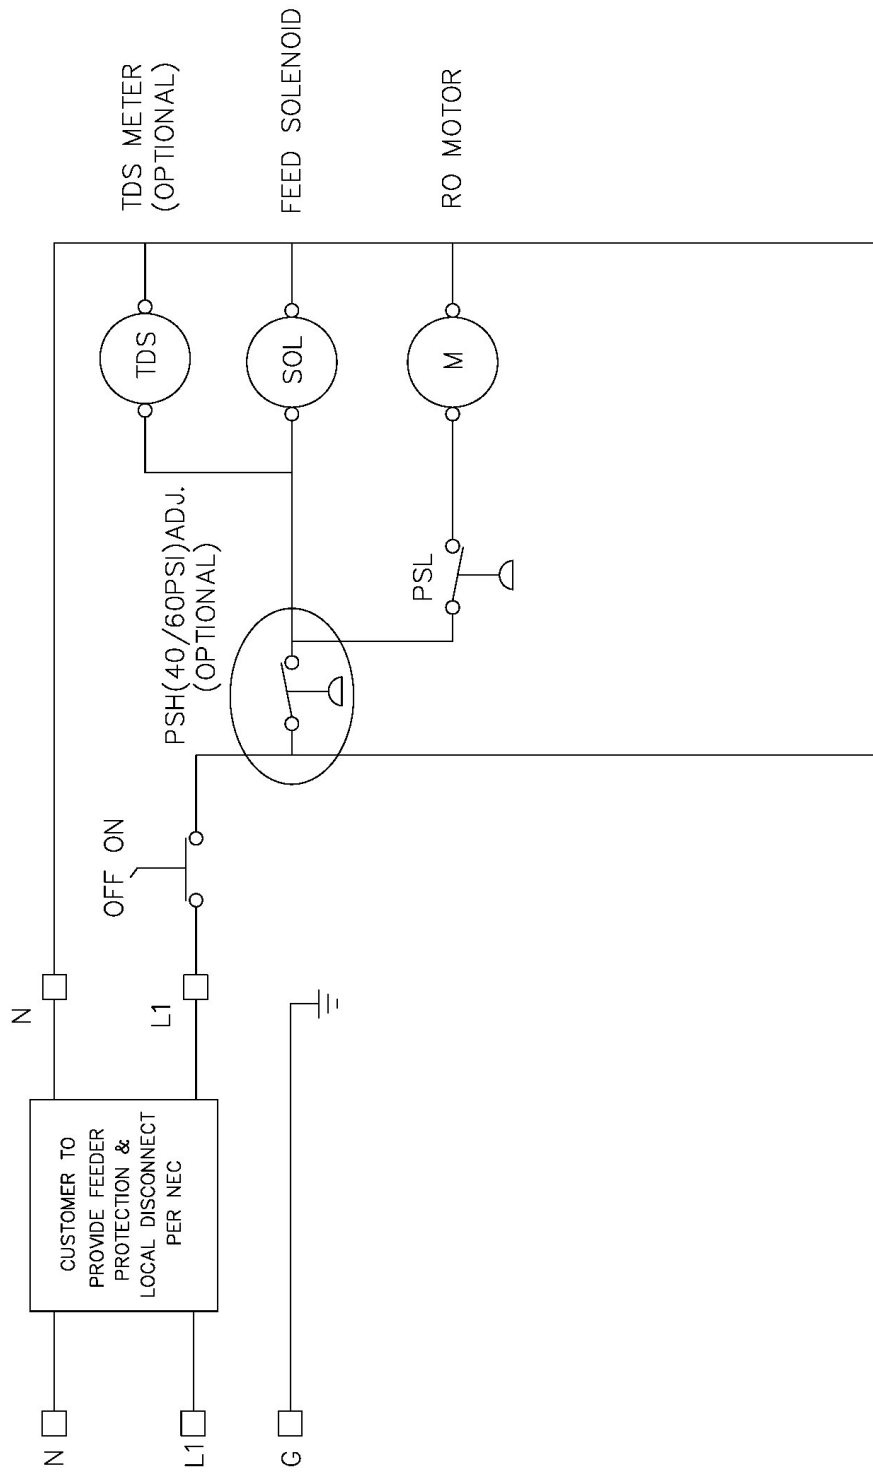 N
L1
G
CUSTOMER TO
PROVIDE FEEDER
PROTECTION &
LOCAL DISCONNECT
PER NEC
N
L1
OFF ON
PSH(40/60PSI)ADJ.
(OPTIONAL)
PSL
TDS
SOL
M
TDS METER
(OPTIONAL)
FEED SOLENOID
RO MOTOR